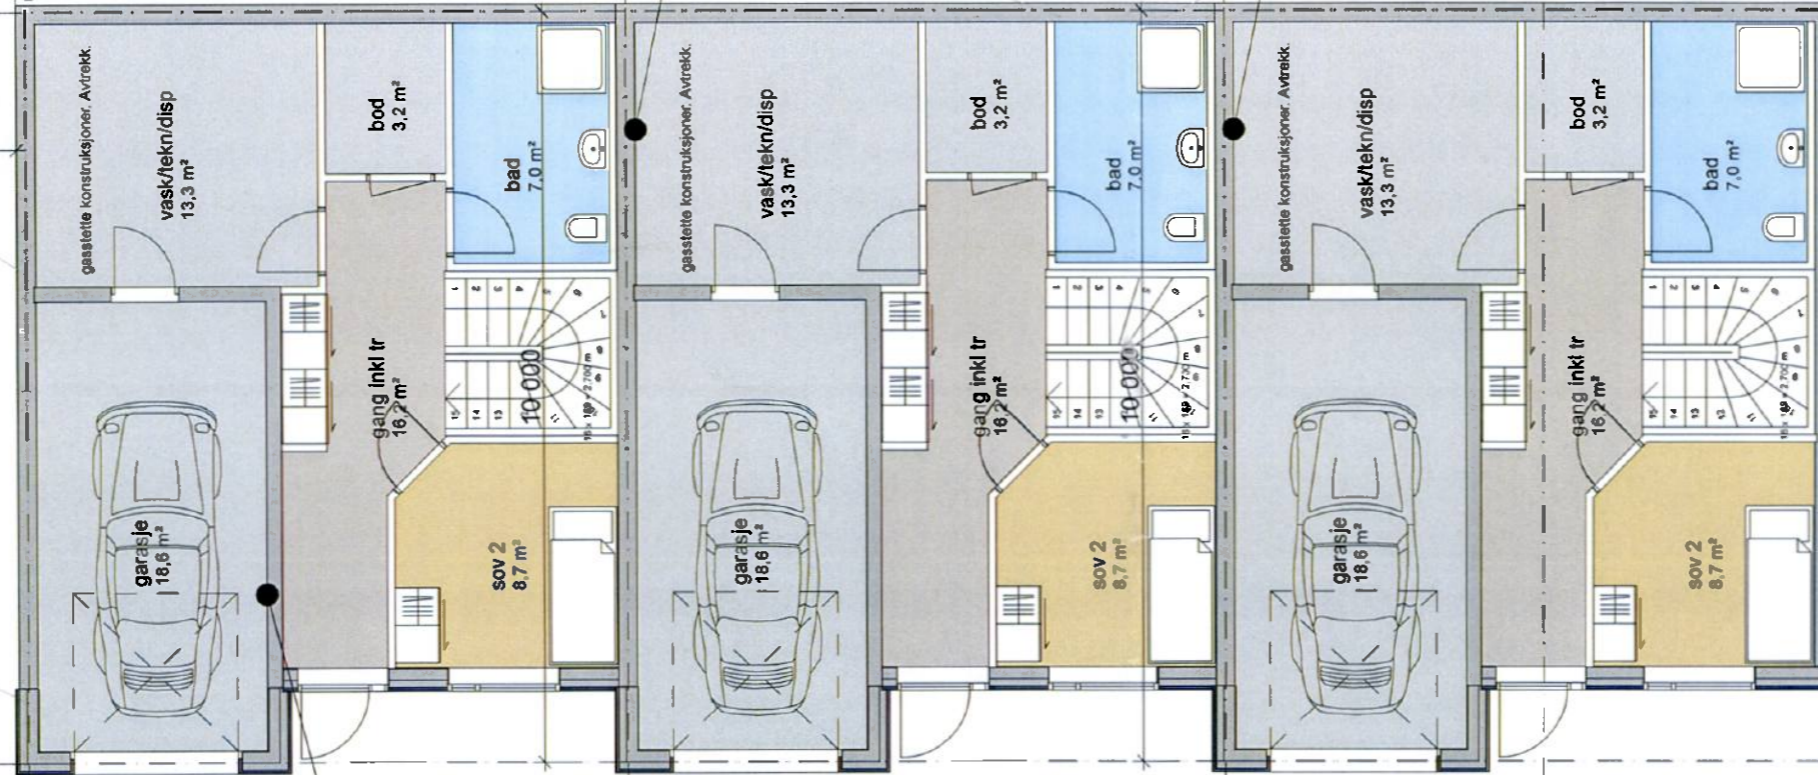 gasstette konstruksjoner. Avtrekk.
vask/tekn/disp
13,3 m²
bod
3,2 m²
bad
7,0 m²
gang inkl tr
16,2 m²
10 000
garasje
18,6 m²
sov 2
8,7 m²
gasstette konstruksjoner. Avtrekk.
vask/tekn/disp
13,3 m²
bod
3,2 m²
bad
7,0 m²
gang inkl tr
16,2 m²
10 000
garasje
18,6 m²
sov 2
8,7 m²
gasstette konstruksjoner. Avtrekk.
vask/tekn/disp
13,3 m²
bod
3,2 m²
bad
7,0 m²
gang inkl tr
16,2 m²
garasje
18,6 m²
sov 2
8,7 m²